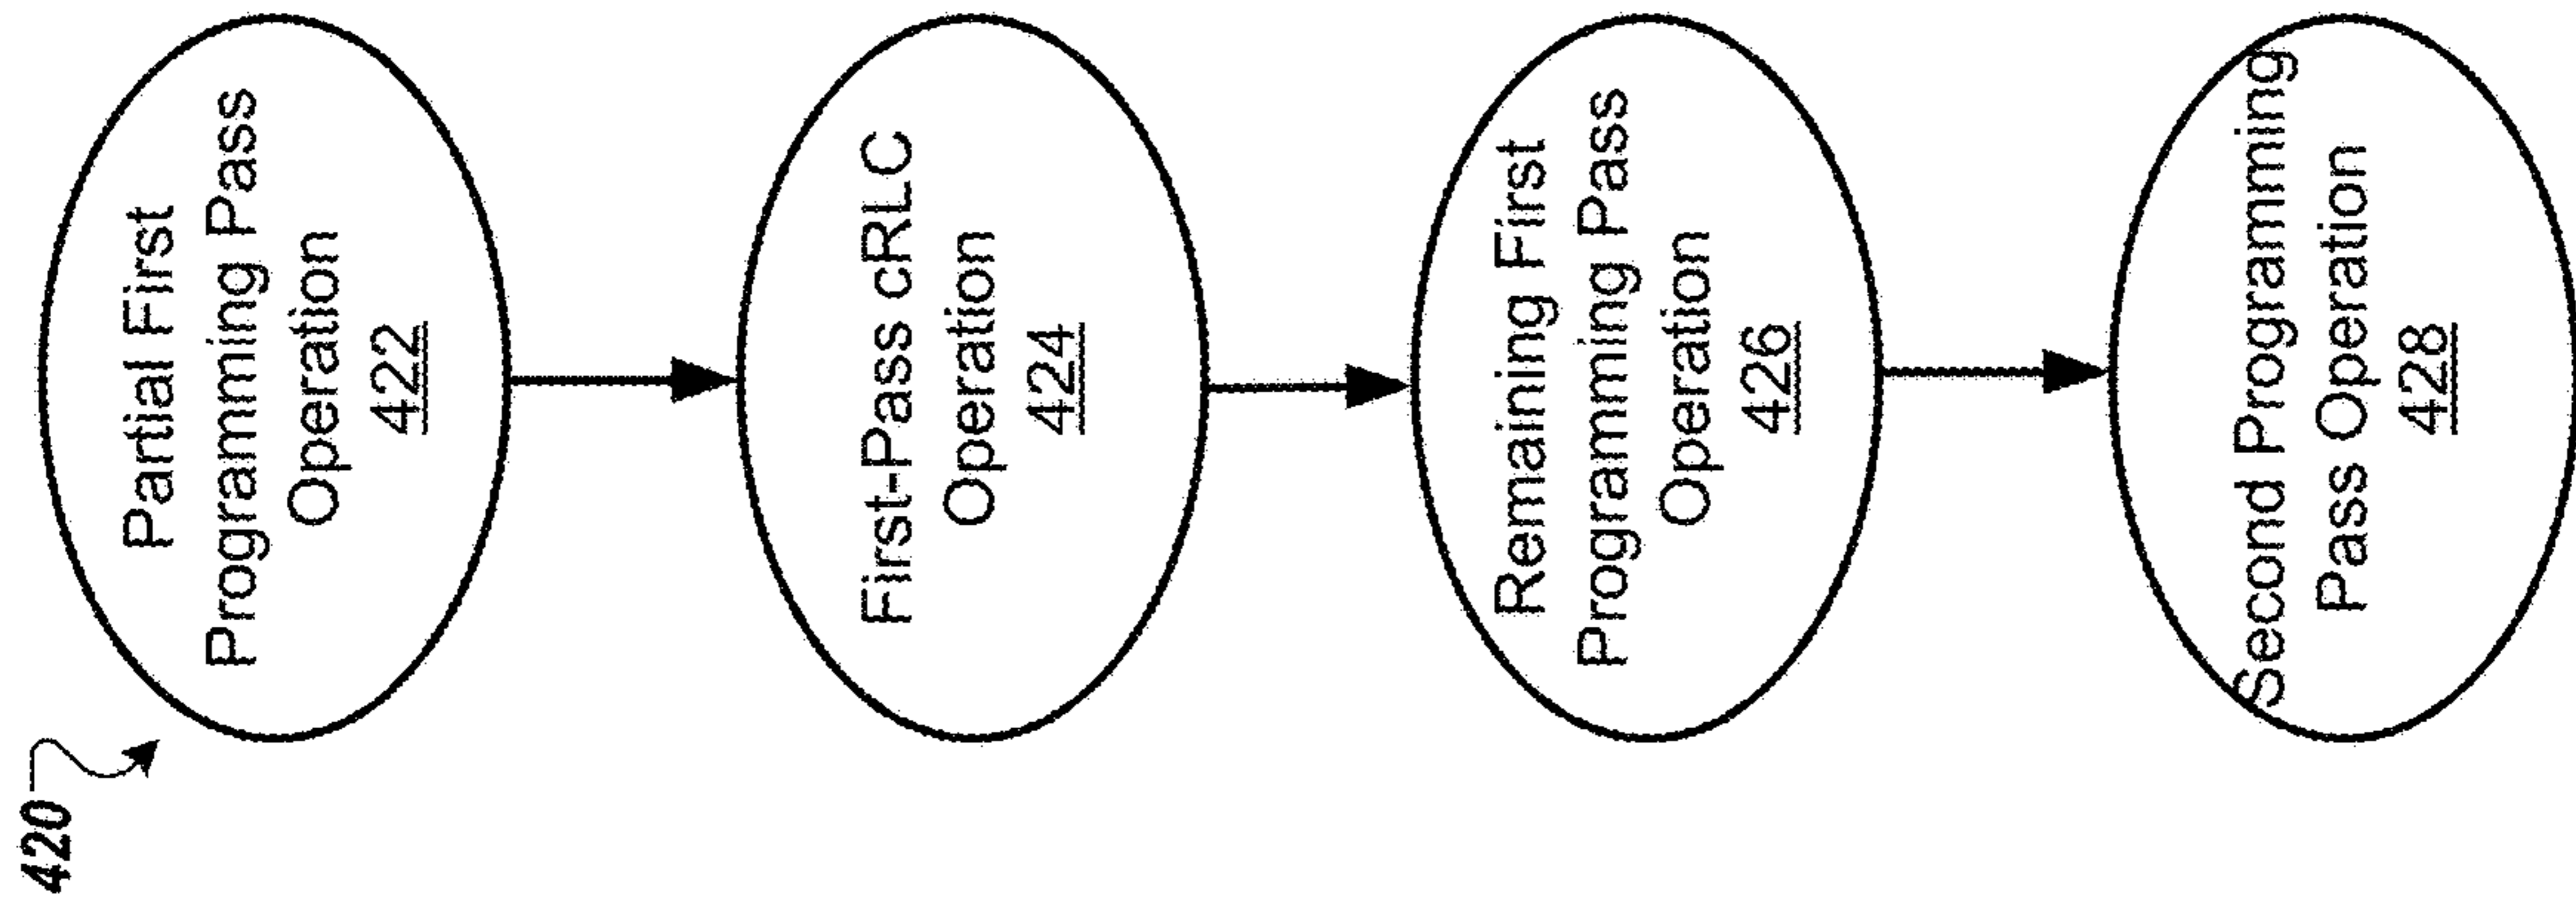 420
Partial First
Programming Pass
Operation
422
First-Pass cRLC
Operation
424
Remaining First
Programming Pass
Operation
426
Second Programming
Pass Operation
428